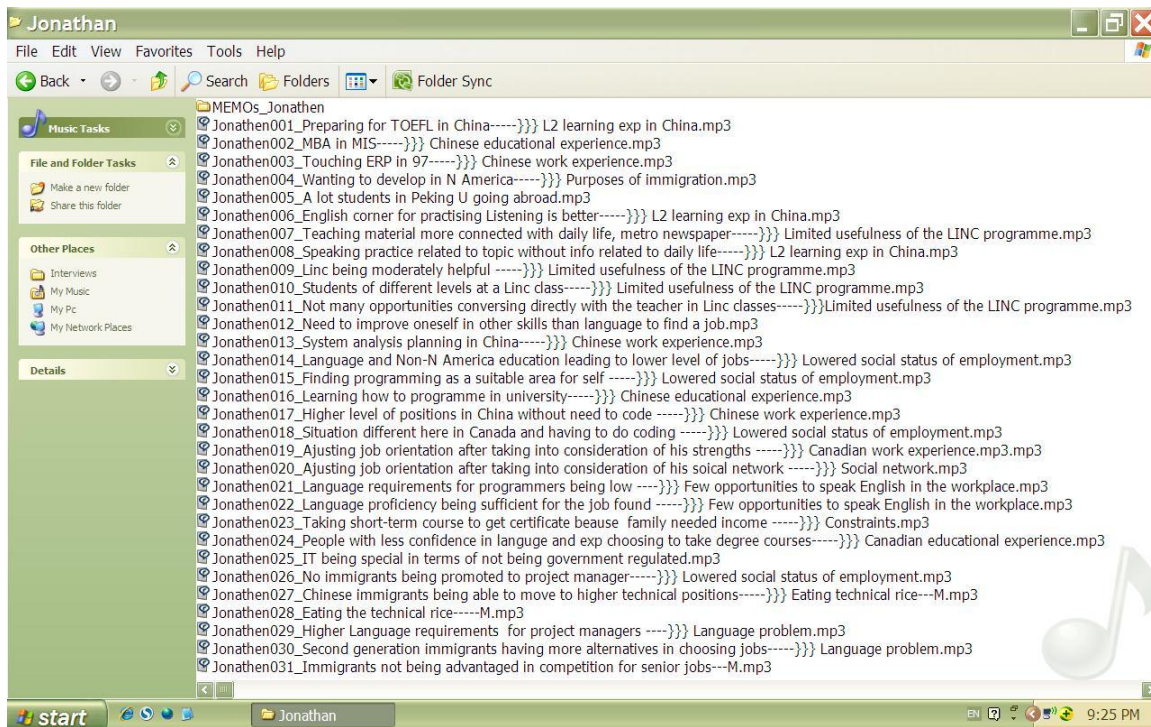 Jonathan
File Edit View Favorites Tools Help
Back Search Folders Folder Sync
Music Tasks
File and Folder Tasks
Make a new folder
Share this folder
Other Places
Interviews
My Music
My Pc
My Network Places
Details
MEMOs_Jonathen
Jonathen001_Preparing for TOEFL in China-----}}} L2 learning exp in China.mp3
Jonathen002_MBA in MIS-----}}} Chinese educational experience.mp3
Jonathen003_Touching ERP in 97-----}}} Chinese work experience.mp3
Jonathen004_Wanting to develop in N America-----}}} Purposes of immigration.mp3
Jonathen005_A lot students in Peking U going abroad.mp3
Jonathen006_English corner for practising Listening is better-----}}} L2 learning exp in China.mp3
Jonathen007_Teaching material more connected with daily life, metro newspaper-----}}} Limited usefulness of the LINC programme.mp3
Jonathen008_Speaking practice related to topic without info related to daily life-----}}} L2 learning exp in China.mp3
Jonathen009_Linc being moderately helpful -----}}} Limited usefulness of the LINC programme.mp3
Jonathen010_Students of different levels at a Linc class-----}}} Limited usefulness of the LINC programme.mp3
Jonathen011_Not many opportunities conversing directly with the teacher in Linc classes-----}}}Limited usefulness of the LINC programme.mp3
Jonathen012_Need to improve oneself in other skills than language to find a job.mp3
Jonathen013_System analysis planning in China-----}}} Chinese work experience.mp3
Jonathen014_Language and Non-N America education leading to lower level of jobs-----}}} Lowered social status of employment.mp3
Jonathen015_Finding programming as a suitable area for self -----}}} Lowered social status of employment.mp3
Jonathen016_Learning how to programme in university-----}}} Chinese educational experience.mp3
Jonathen017_Higher level of positions in China without need to code -----}}} Chinese work experience.mp3
Jonathen018_Situation different here in Canada and having to do coding -----}}} Lowered social status of employment.mp3
Jonathen019_Ajusting job orientation after taking into consideration of his strengths -----}}} Canadian work experience.mp3.mp3
Jonathen020_Ajusting job orientation after taking into consideration of his soical network -----}}} Social network.mp3
Jonathen021_Language requirements for programmers being low ----}}} Few opportunities to speak English in the workplace.mp3
Jonathen022_Language proficiency being sufficient for the job found -----}}} Few opportunities to speak English in the workplace.mp3
Jonathen023_Taking short-term course to get certificate beause  family needed income -----}}} Constraints.mp3
Jonathen024_People with less confidence in languge and exp choosing to take degree courses-----}}} Canadian educational experience.mp3
Jonathen025_IT being special in terms of not being government regulated.mp3
Jonathen026_No immigrants being promoted to project manager-----}}} Lowered social status of employment.mp3
Jonathen027_Chinese immigrants being able to move to higher technical positions-----}}} Eating technical rice---M.mp3
Jonathen028_Eating the technical rice-----M.mp3
Jonathen029_Higher Language requirements  for project managers ----}}} Language problem.mp3
Jonathen030_Second generation immigrants having more alternatives in choosing jobs-----}}} Language problem.mp3
Jonathen031_Immigrants not being advantaged in competition for senior jobs---M.mp3
start Jonathan EN 9:25 PM